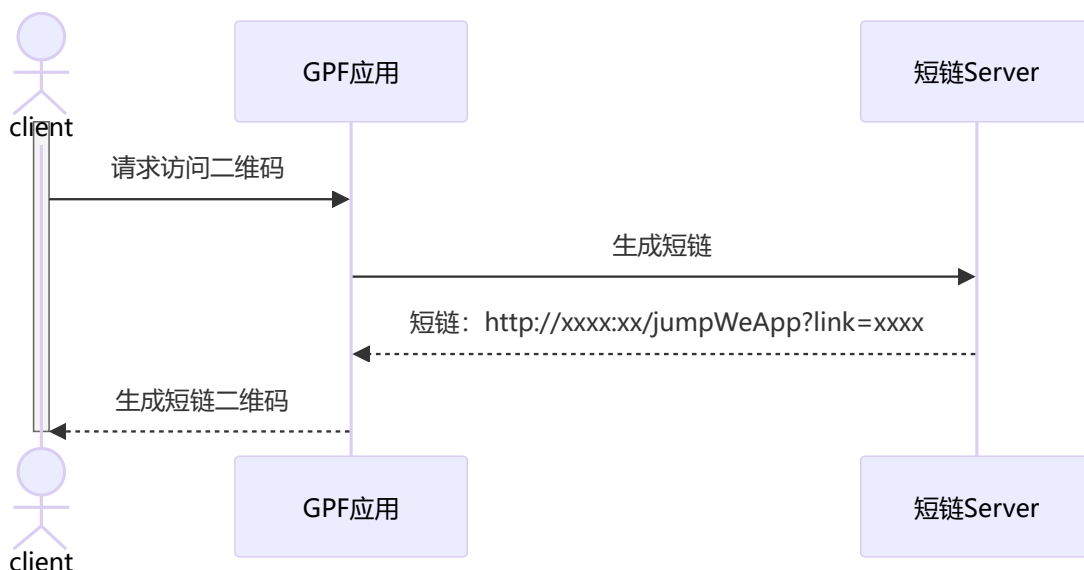 GPF应用
短链Server
client
请求访问二维码
生成短链
短链：http://xxxx:xx/jumpWeApp?link=xxxx
生成短链二维码
GPF应用
短链Server
client